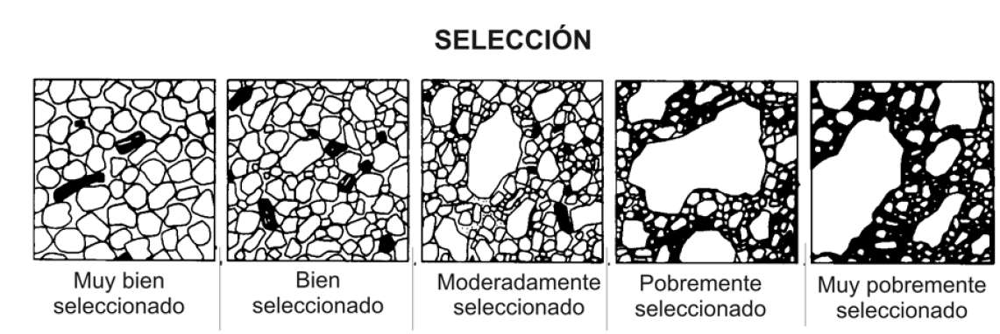 SELECCIÓN
Muy bien
seleccionado
Bien
seleccionado
Moderadamente
seleccionado
Pobremente
seleccionado
Muy pobremente
seleccionado